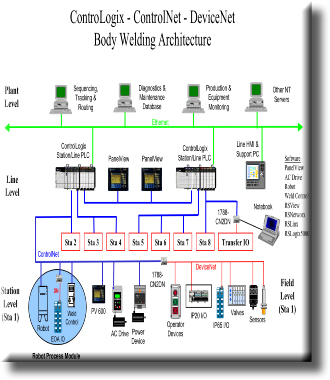 ControLogix - ControlNet - DeviceNet
Body Welding Architecture
Plant
Level
Sequencing,
Tracking &
Routing
Diagnostics &
Maintenance
Database
Production &
Equipment
Monitoring
Other NT
Servers
Ethernet
ControLogix
Station/Line PLC
PanelView
PanelView
ControLogix
Station/Line PLC
Line HMI &
Support PC
Software
PanelView
AC Drive
Robot
Weld Control
RSView
RSNetwork
RSLinx
RSLogix5000
Line
Level
1788-
CN2DN
Notebook
Sta 2
Sta 3
Sta 4
Sta 5
Sta 6
Sta 7
Sta 8
Transfer IO
ControlNet
1788-
CN2DN
DeviceNet
Station
Level
(Sta 1)
Field
Level
(Sta 1)
Robot
EOA I/O
Weld
Control
PV 600
AC Drive
Power
Device
Operator
Devices
IP20 I/O
IP65 I/O
Valves
Sensors
Robot Process Module